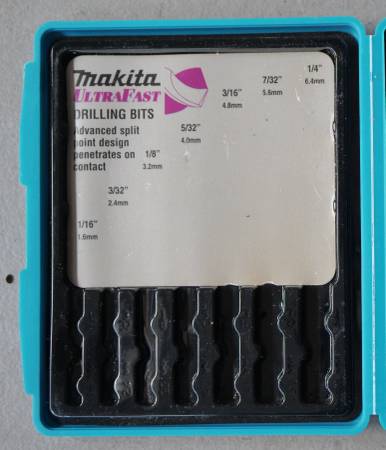 makita
ULTRAFAST
DRILLING BITS
Advanced split
point design
penetrates on
contact
1/16"
1.6mm
3/32"
2.4mm
1/8"
3.2mm
5/32"
4.0mm
3/16"
4.8mm
7/32"
5.6mm
1/4"
6.4mm